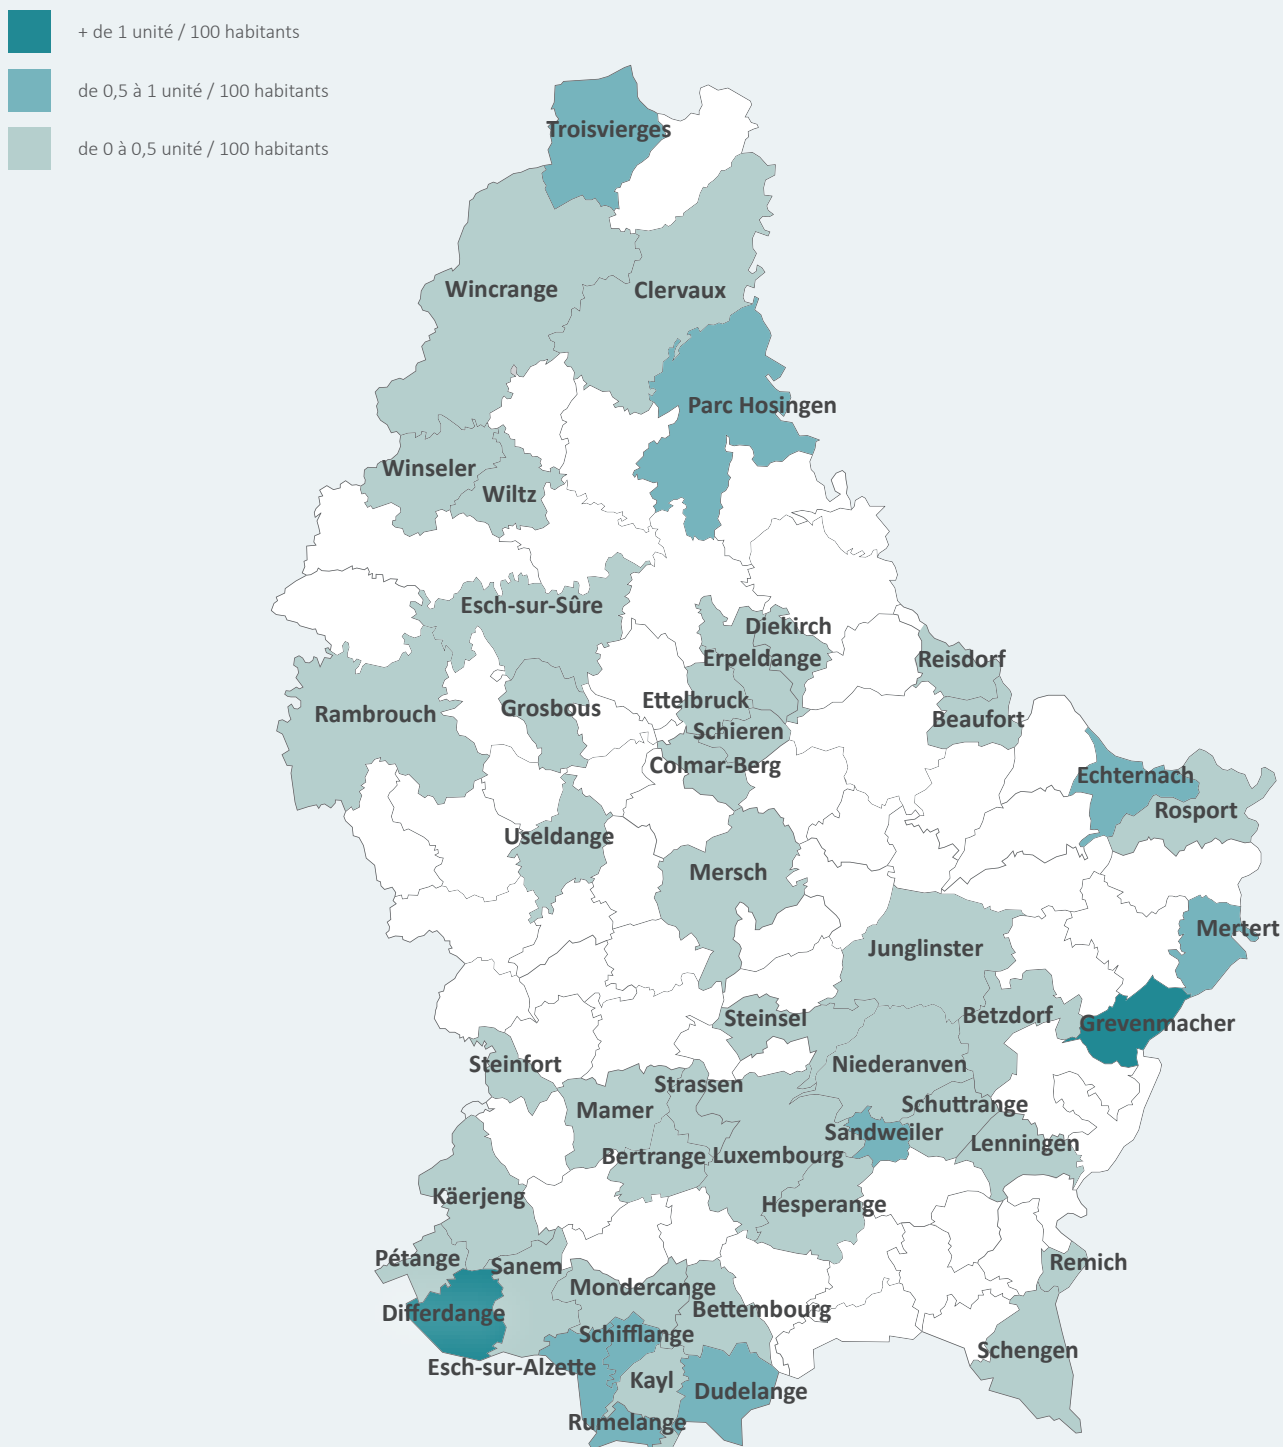 + de 1 unité / 100 habitants
de 0,5 à 1 unité / 100 habitants
de 0 à 0,5 unité / 100 habitants
Troisvierges
Wincrange
Clervaux
Parc Hosingen
Winseler
Wiltz
Esch-sur-Sûre
Diekirch
Erpeldange
Reisdorf
Ettelbruck
Grosbous
Rambrouch
Beaufort
Schieren
Colmar-Berg
Echternach
Rosport
Useldange
Mersch
Mertert
Junglinster
Steinsel
Betzdorf
Grevenmacher
Steinfort
Niederanven
Strassen
Mamer
Schuttrange
Sandweiler
Lenningen
Bertrange
Luxembourg
Käerjeng
Hesperange
Pétange
Sanem
Remich
Mondercange
Differdange
Bettembourg
Schifflange
Schengen
Esch-sur-Alzette
Kayl
Dudelange
Rumelange